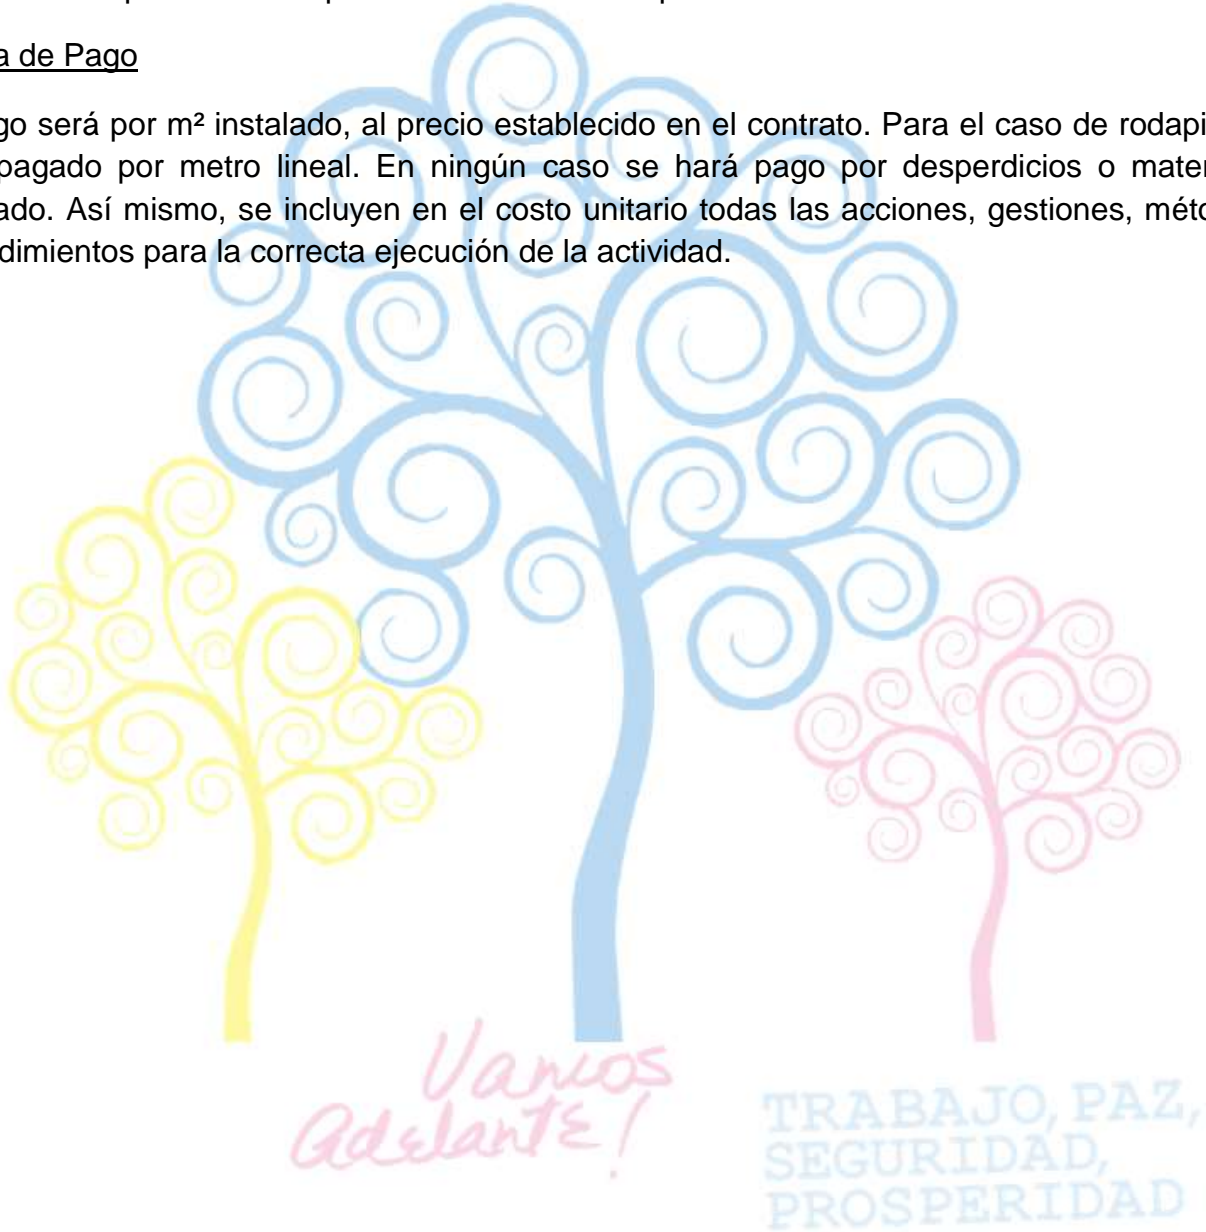 a de Pago
go será por m² instalado, al precio establecido en el contrato. Para el caso de rodapi
pagado por metro lineal. En ningún caso se hará pago por desperdicios o mater
ado. Así mismo, se incluyen en el costo unitario todas las acciones, gestiones, méto
dimientos para la correcta ejecución de la actividad.
Vamos
adelante!
TRABAJO, PAZ,
SEGURIDAD,
PROSPERIDAD